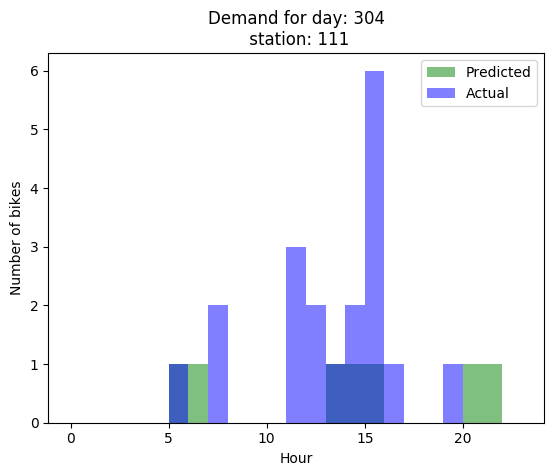 Demand for day: 304
station: 111
Predicted
Actual
Number of bikes
6
5
4
3
2
1
0
0 5 10 15 20
Hour